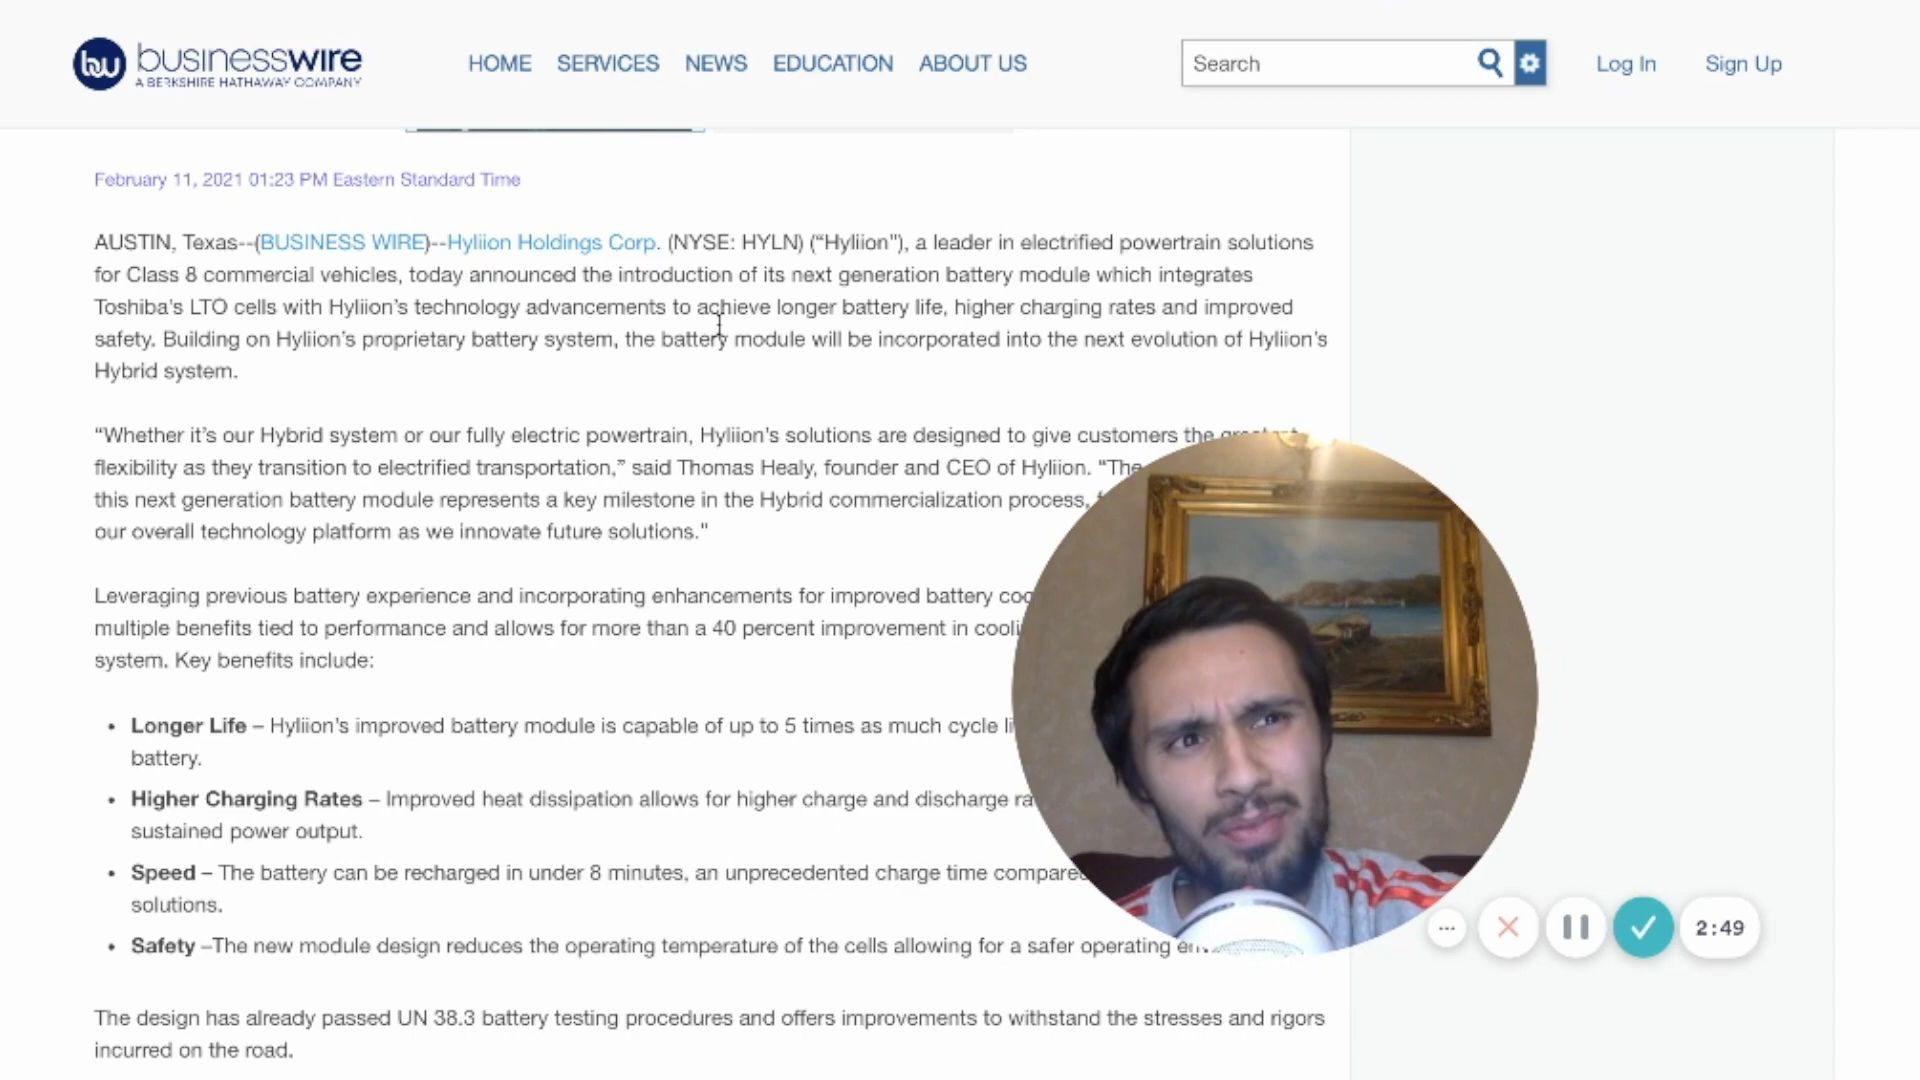 businesswire
A BERKSHIRE HATHAWAY COMPANY
HOME SERVICES NEWS EDUCATION ABOUT US
Search
Log In
Sign Up
February 11, 2021 01:23 PM Eastern Standard Time
AUSTIN, Texas--(BUSINESS WIRE)--Hyliion Holdings Corp. (NYSE: HYLN) (“Hyliion”), a leader in electrified powertrain solutions
for Class 8 commercial vehicles, today announced the introduction of its next generation battery module which integrates
Toshiba’s LTO cells with Hyliion’s technology advancements to achieve longer battery life, higher charging rates and improved
safety. Building on Hyliion’s proprietary battery system, the battery module will be incorporated into the next evolution of Hyliion’s
Hybrid system.
“Whether it’s our Hybrid system or our fully electric powertrain, Hyliion’s solutions are designed to give customers the
flexibility as they transition to electrified transportation,” said Thomas Healy, founder and CEO of Hyliion. “The
this next generation battery module represents a key milestone in the Hybrid commercialization process,
our overall technology platform as we innovate future solutions."
Leveraging previous battery experience and incorporating enhancements for improved battery
multiple benefits tied to performance and allows for more than a 40 percent improvement in
system. Key benefits include:
• Longer Life – Hyliion’s improved battery module is capable of up to 5 times as much cycle
battery.
• Higher Charging Rates – Improved heat dissipation allows for higher charge and discharge
sustained power output.
• Speed – The battery can be recharged in under 8 minutes, an unprecedented charge time
solutions.
• Safety –The new module design reduces the operating temperature of the cells allowing for a safer operating
The design has already passed UN 38.3 battery testing procedures and offers improvements to withstand the stresses and rigors
incurred on the road.
2:49